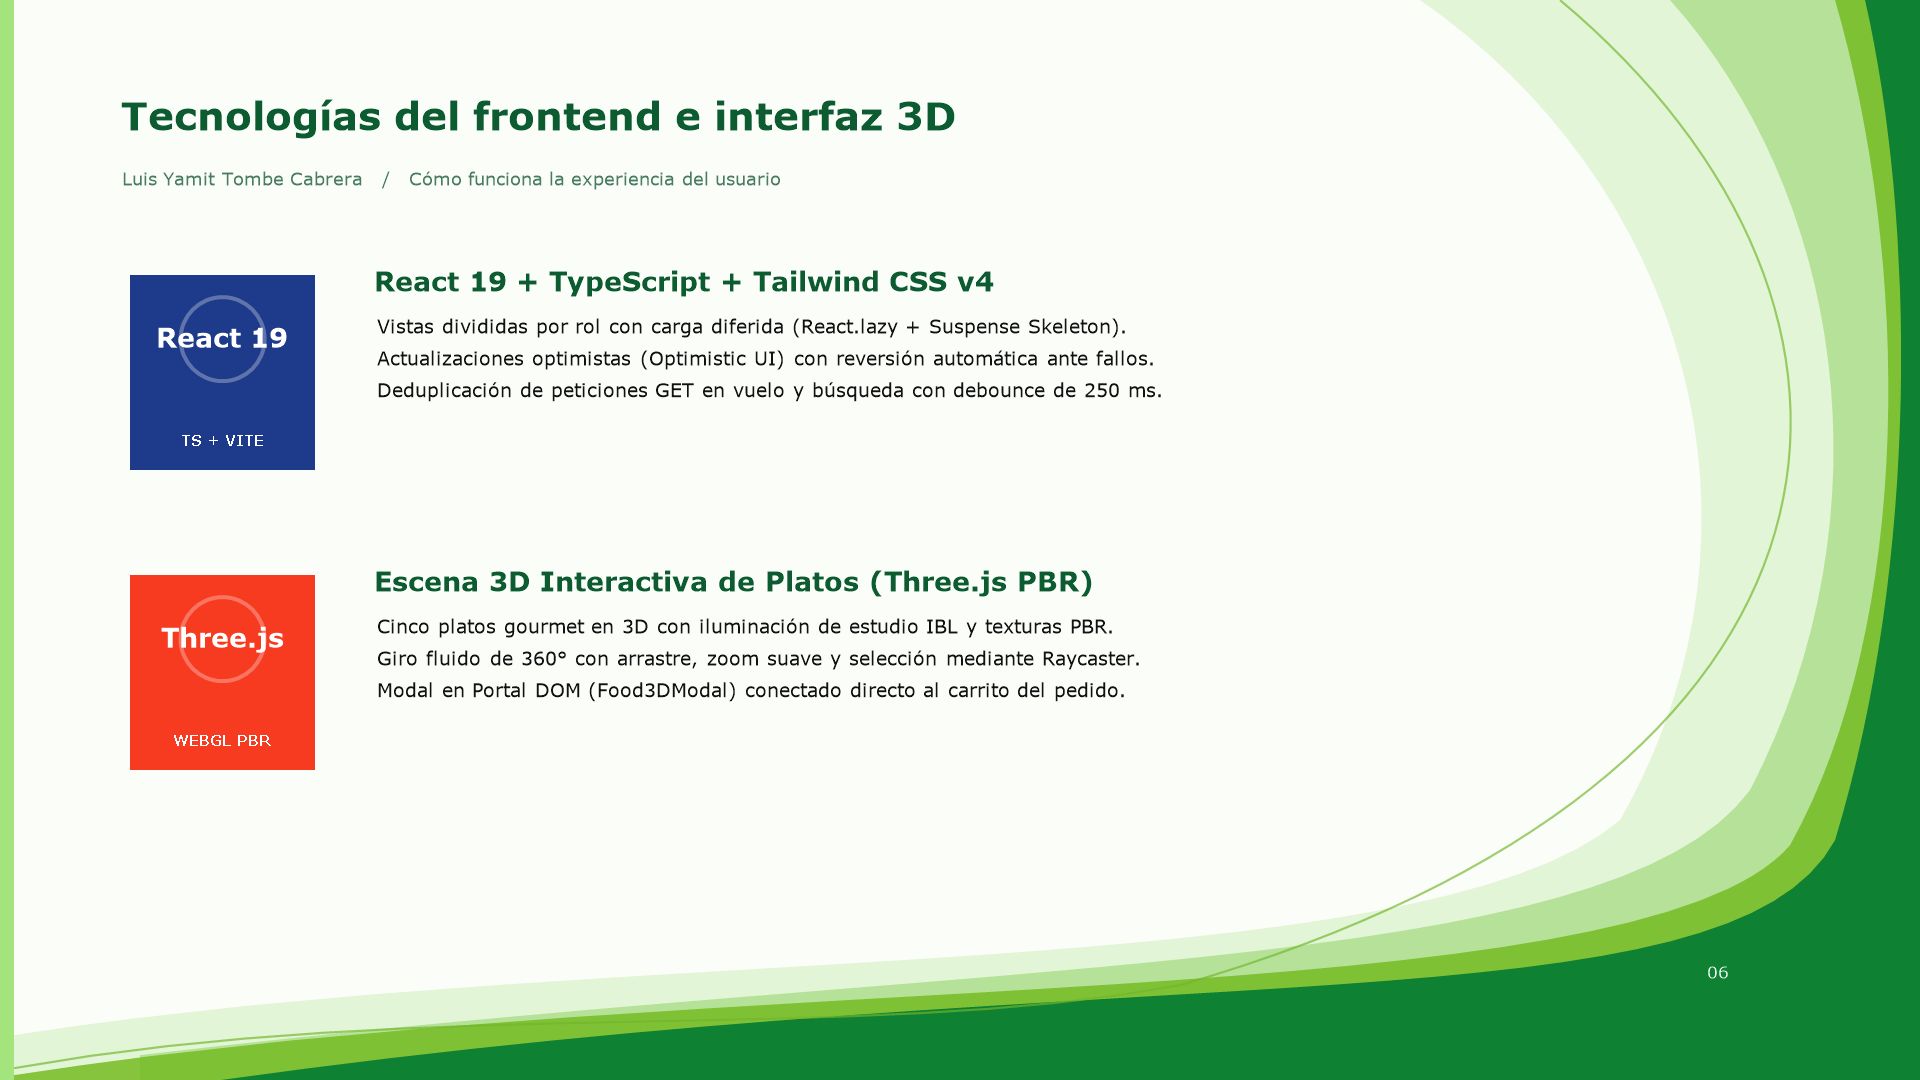 Tecnologías del frontend e interfaz 3D
Luis Yamit Tombe Cabrera / Cómo funciona la experiencia del usuario
React 19
TS + VITE
React 19 + TypeScript + Tailwind CSS v4
Vistas divididas por rol con carga diferida (React.lazy + Suspense Skeleton).
Actualizaciones optimistas (Optimistic UI) con reversión automática ante fallos.
Deduplicación de peticiones GET en vuelo y búsqueda con debounce de 250 ms.
Three.js
WEBGL PBR
Escena 3D Interactiva de Platos (Three.js PBR)
Cinco platos gourmet en 3D con iluminación de estudio IBL y texturas PBR.
Giro fluido de 360° con arrastre, zoom suave y selección mediante Raycaster.
Modal en Portal DOM (Food3DModal) conectado directo al carrito del pedido.
06